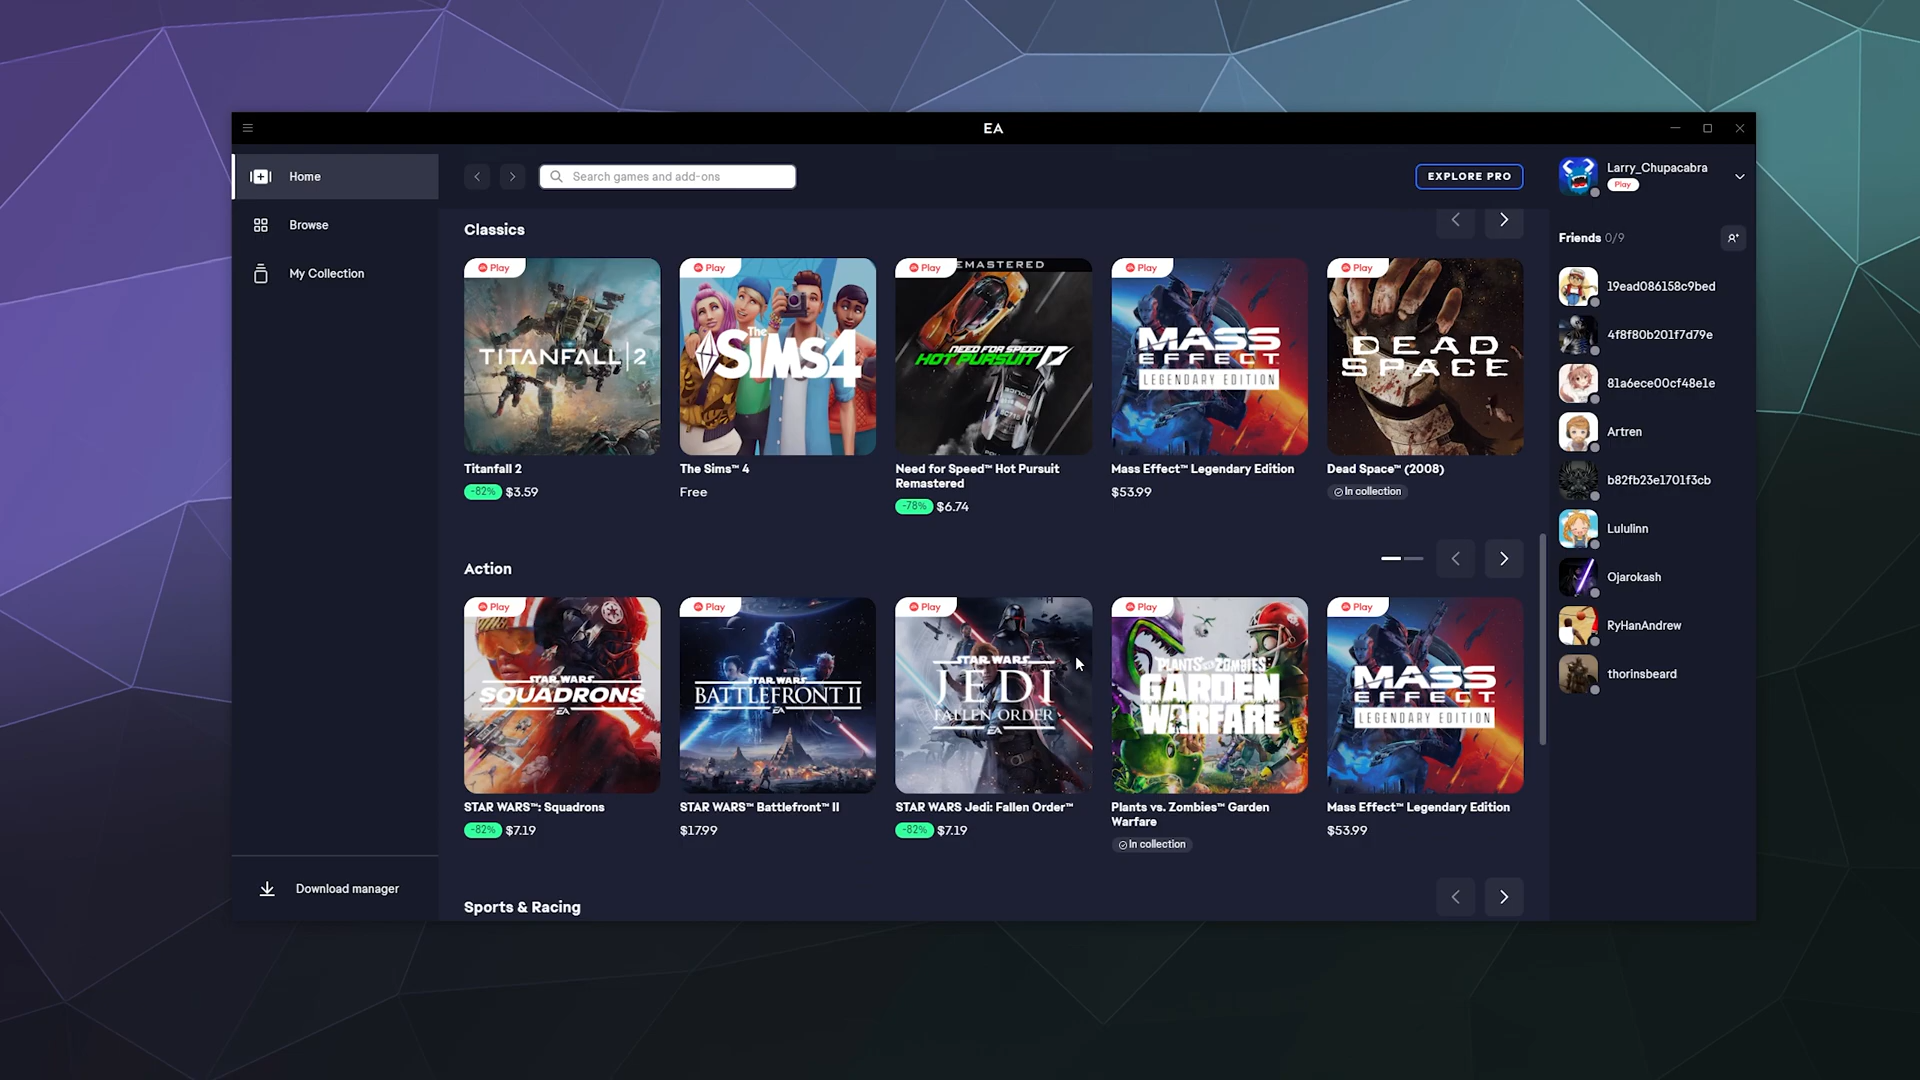 EA
Home
Browse
My Collection
Download manager
Search games and add-ons
EXPLORE PRO
Larry_Chupacabra
Play
Friends 0/9
19ead086158c9bed
4f8f80b201f7d79e
81a6ece00cf48e1e
Artren
b82fb23e1701f3cb
Lululinn
Ojarokash
RyHanAndrew
thorinsbeard
Classics
Play
TITANFALL 2
Titanfall 2
-82% $3.59
Play
The SIMS 4
The Sims™ 4
Free
Play
EMASTERED
NEED FOR SPEED
HOT PURSUIT
Need for Speed™ Hot Pursuit
Remastered
-78% $6.74
Play
MASS
EFFECT
LEGENDARY EDITION
Mass Effect™ Legendary Edition
$53.99
Play
DEAD
SPACE
Dead Space™ (2008)
In collection
Action
Play
STAR WARS
SQUADRONS
EA
STAR WARS™: Squadrons
-82% $7.19
Play
STAR WARS
BATTLEFRONT II
EA
STAR WARS™ Battlefront™ II
$17.99
Play
STAR WARS
JEDI
FALLEN ORDER
EA
STAR WARS Jedi: Fallen Order™
-82% $7.19
Play
PLANTS VS. ZOMBIES
GARDEN
WARFARE
Plants vs. Zombies™ Garden
Warfare
In collection
Play
MASS
EFFECT
LEGENDARY EDITION
Mass Effect™ Legendary Edition
$53.99
Sports & Racing